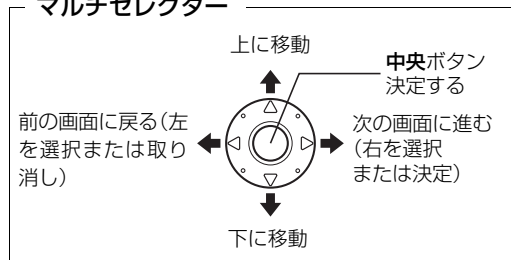 マルチセレクター
上に移動
中央ボタン
決定する
前の画面に戻る（左
を選択または取り
消し）
次の画面に進む
（右を選択
または決定）
下に移動